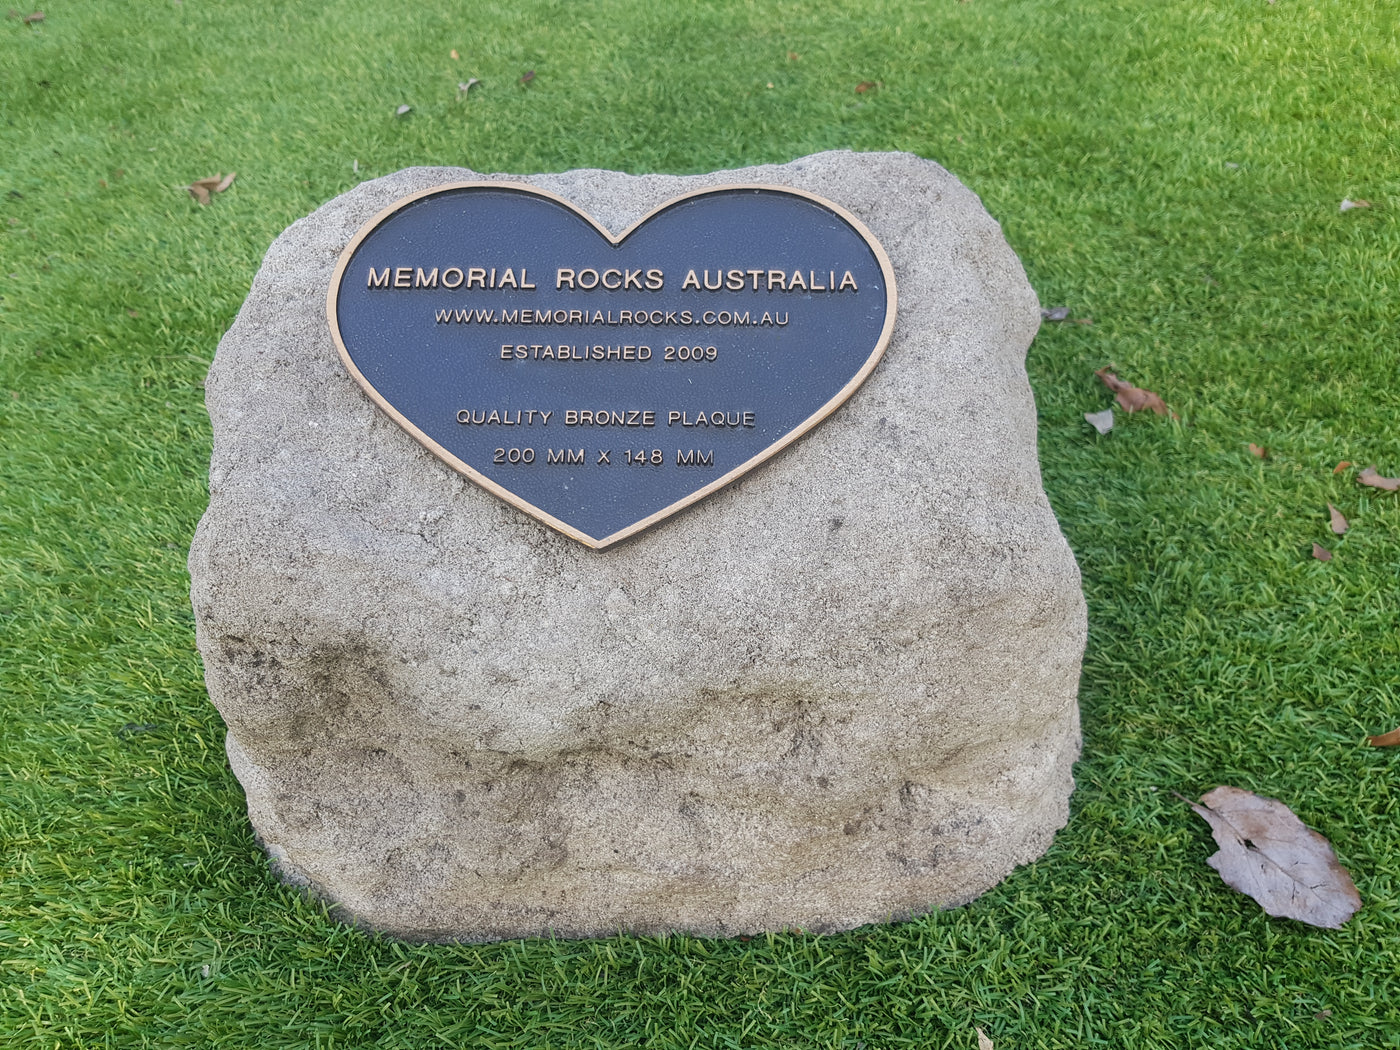 MEMORIAL ROCKS AUSTRALIA
WWW.MEMORIALROCKS.COM.AU
ESTABLISHED 2009
QUALITY BRONZE PLAQUE
200 MM X 148 MM